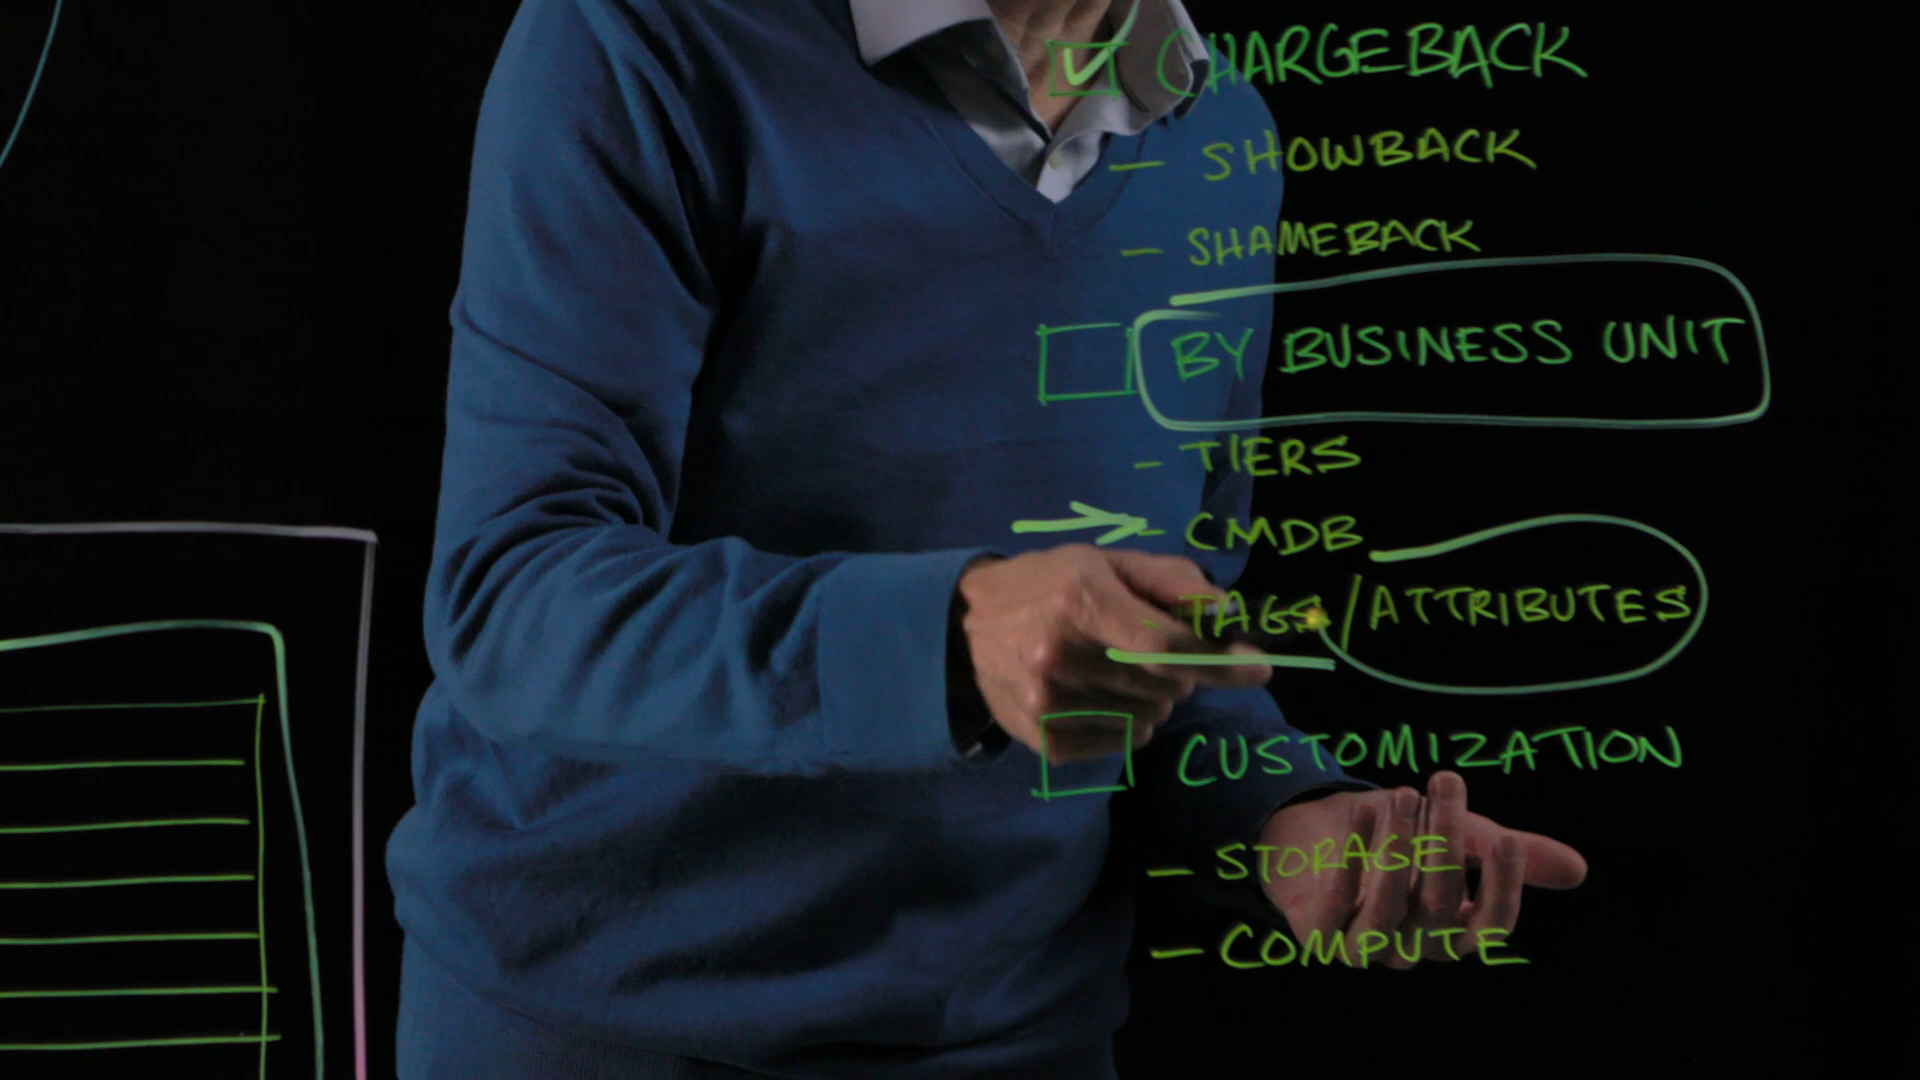 CHARGEBACK
- SHOWBACK
- SHAMEBACK
BY BUSINESS UNIT
- TIERS
- CMDB
- TAGS/ATTRIBUTES
CUSTOMIZATION
- STORAGE
- COMPUTE